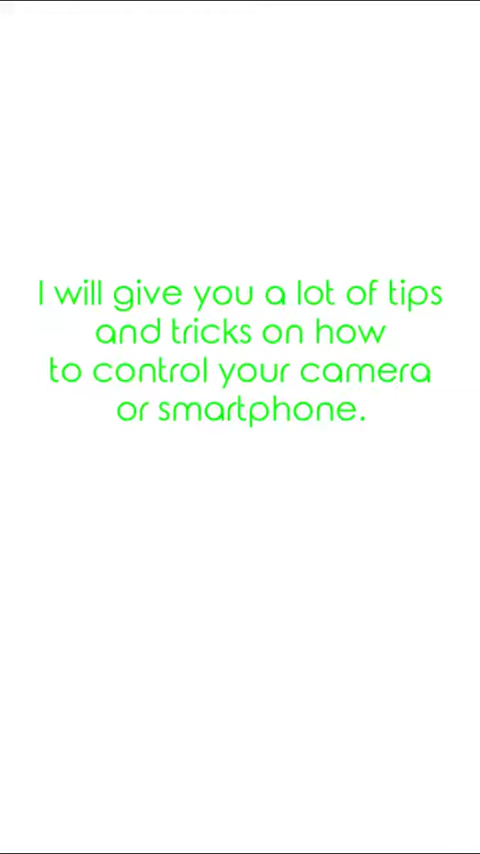 I will give you a lot of tips
and tricks on how
to control your camera
or smartphone.